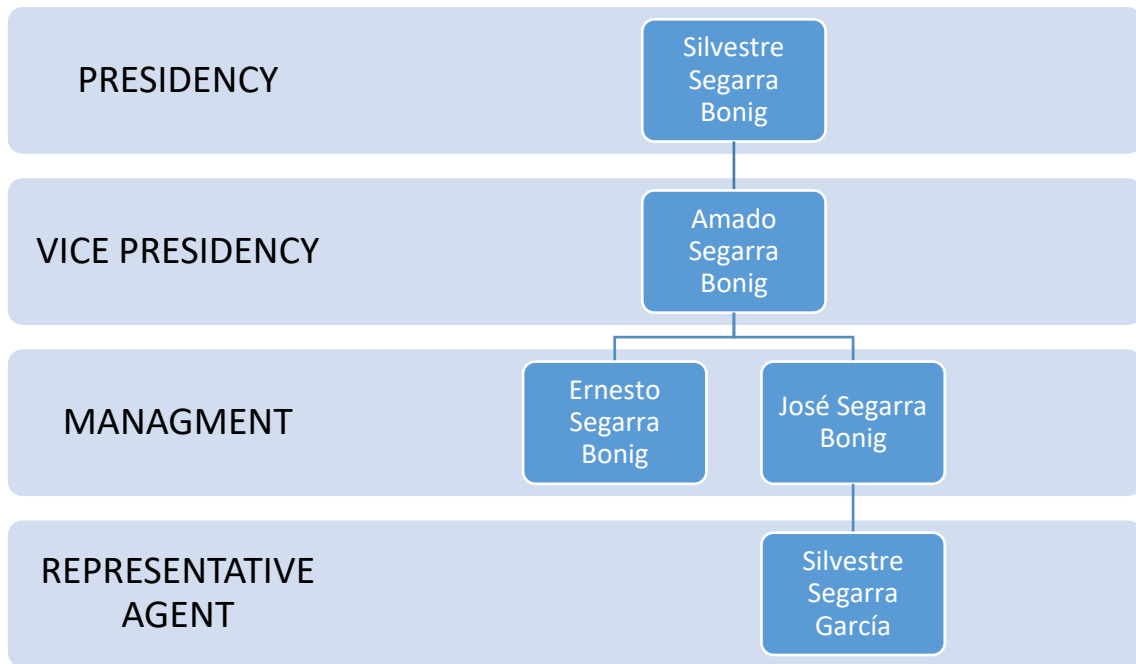 PRESIDENCY
Silvestre
Segarra
Bonig
VICE PRESIDENCY
Amado
Segarra
Bonig
MANAGMENT
Ernesto
Segarra
Bonig
José Segarra
Bonig
REPRESENTATIVE
AGENT
Silvestre
Segarra
García